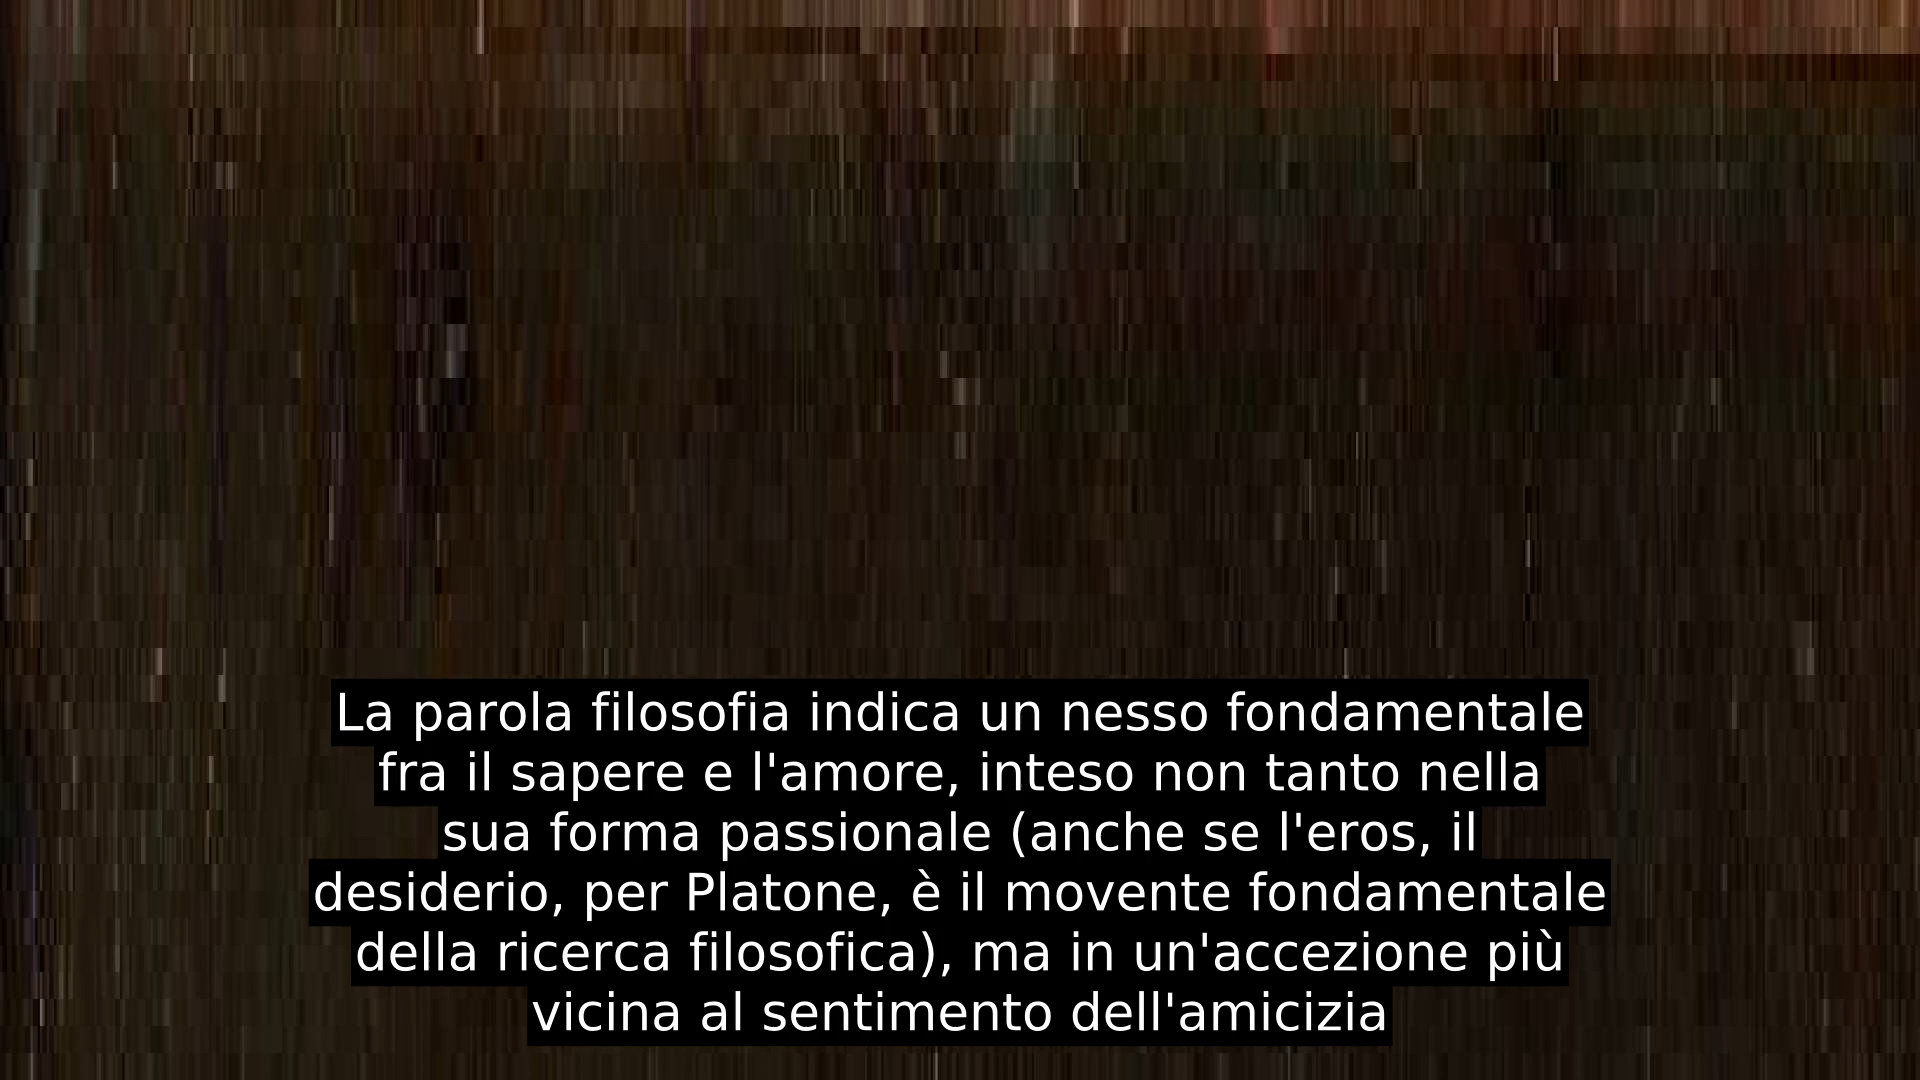 La parola filosofia indica un nesso fondamentale
fra il sapere e l'amore, inteso non tanto nella
sua forma passionale (anche se l'eros, il
desiderio, per Platone, è il movente fondamentale
della ricerca filosofica), ma in un'accezione più
vicina al sentimento dell'amicizia